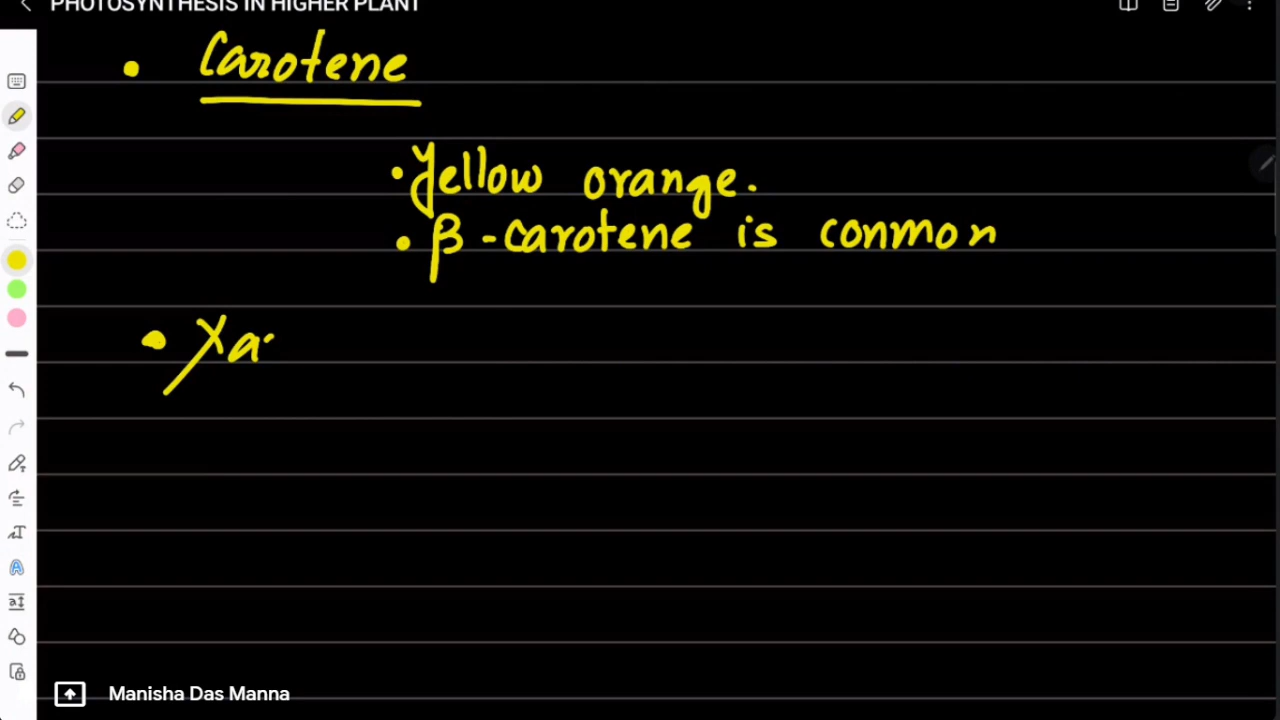 PHOTOSYNTHESIS IN HIGHER PLANT
• Carotene
• Yellow orange.
• β-carotene is conmon
• Xa
Manisha Das Manna